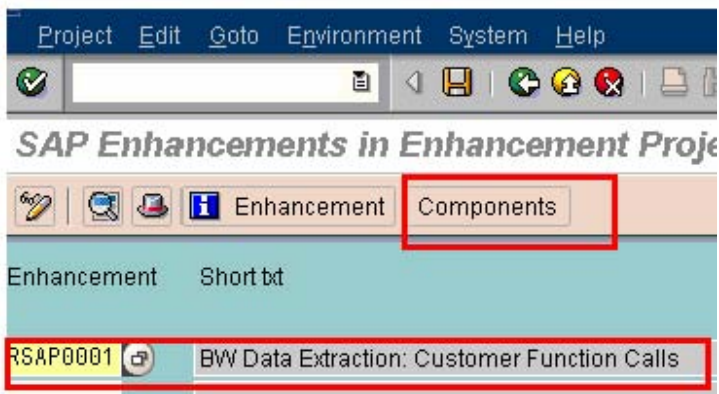 Project Edit Goto Environment System Help
SAP Enhancements in Enhancement Proje
Enhancement Components
Enhancement Short txt
RSAP0001 BW Data Extraction: Customer Function Calls